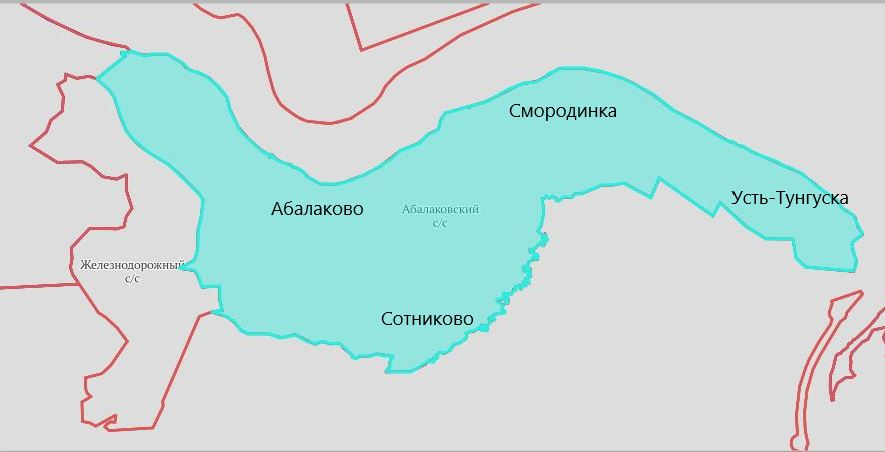 Смородинка
Усть-Тунгуска
Абалаково
Абалаковский
с/с
Железнодорожный
с/с
Сотниково